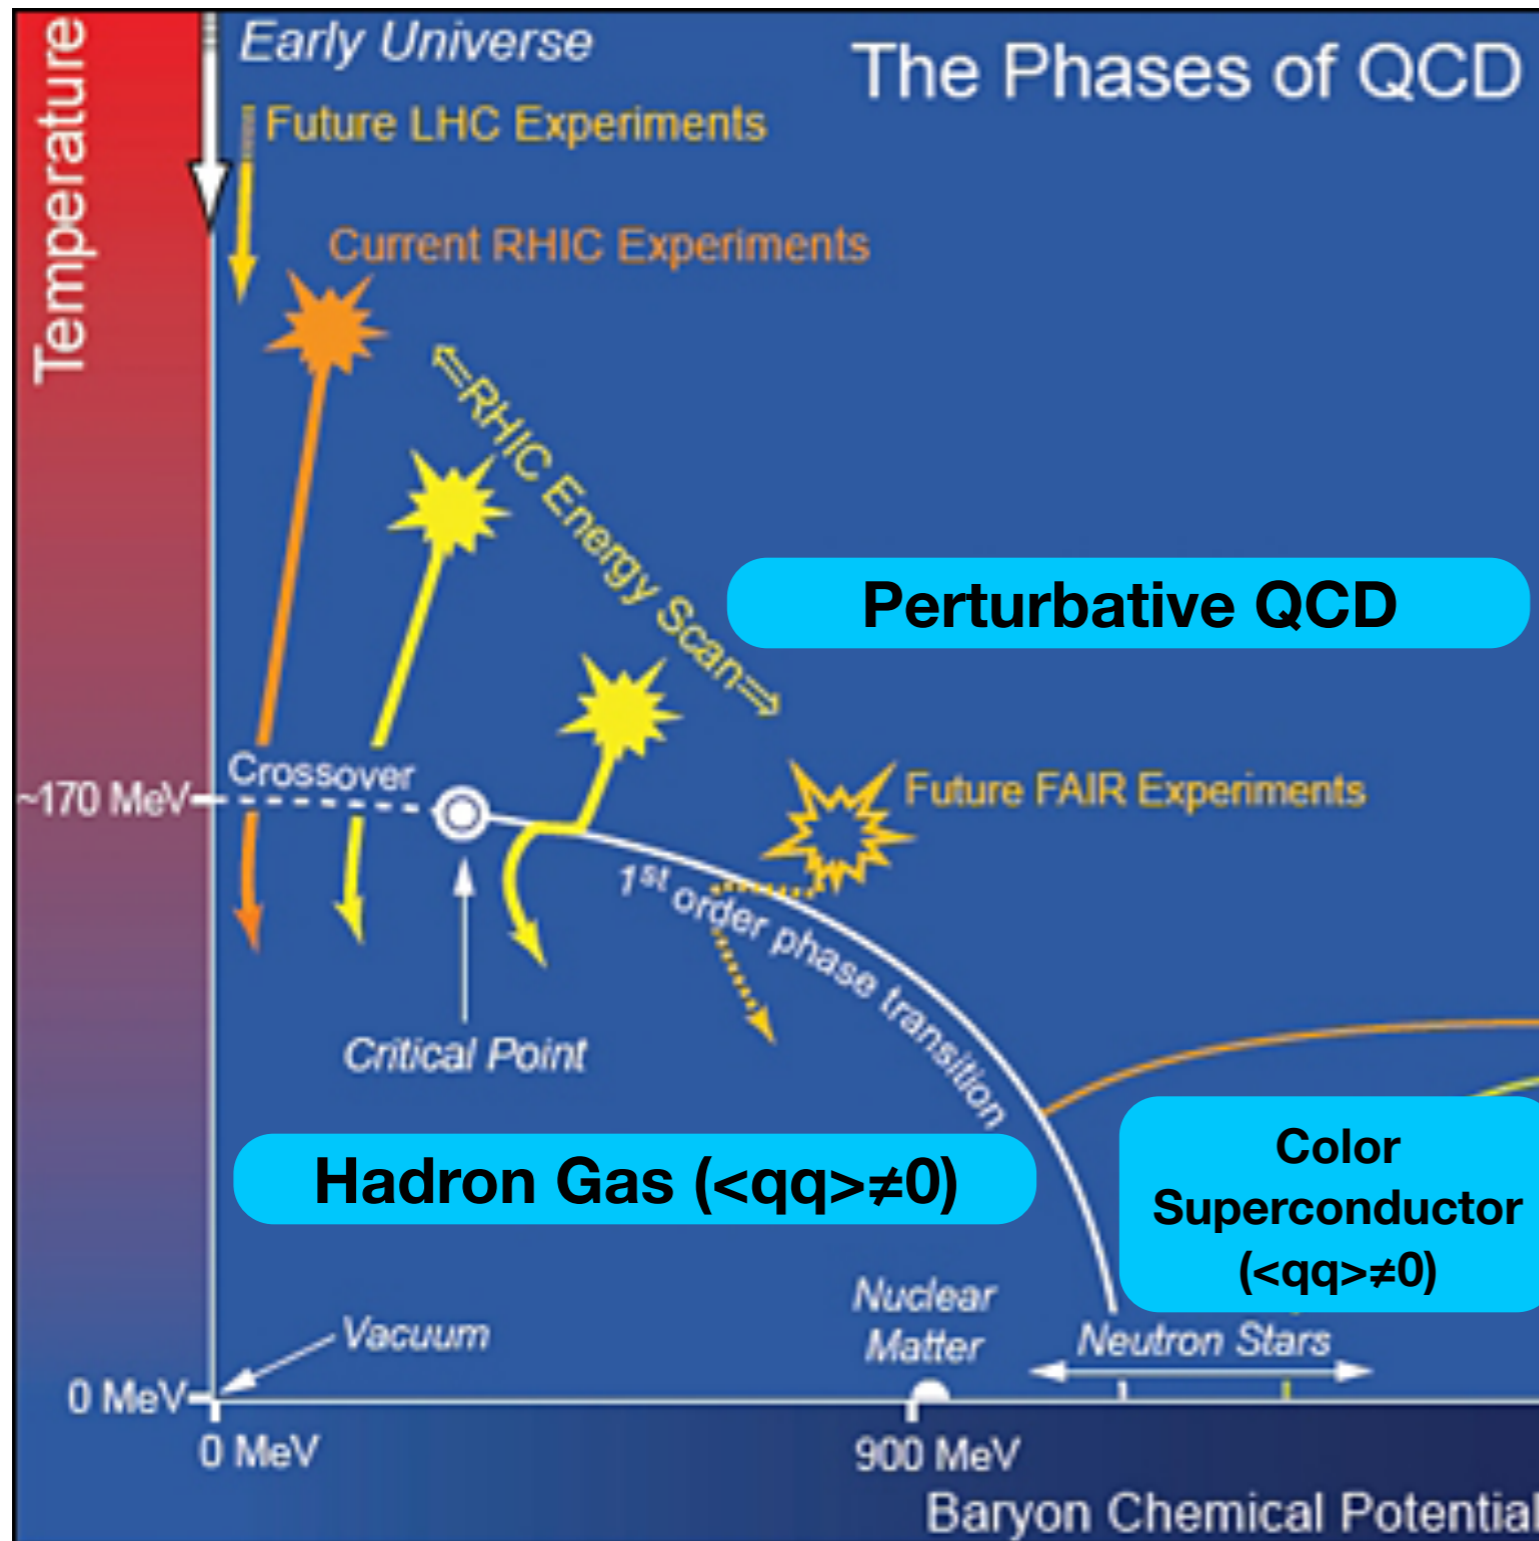 Early Universe
The Phases of QCD
Temperature
Future LHC Experiments
Current RHIC Experiments
⇐RHIC Energy Scan⇒
Perturbative QCD
Crossover
~170 MeV
Future FAIR Experiments
1st order phase transition
Critical Point
Hadron Gas (<qq>≠0)
Color
Superconductor
(<qq>≠0)
Nuclear
Matter
Vacuum
Neutron Stars
0 MeV
0 MeV
900 MeV
Baryon Chemical Potential